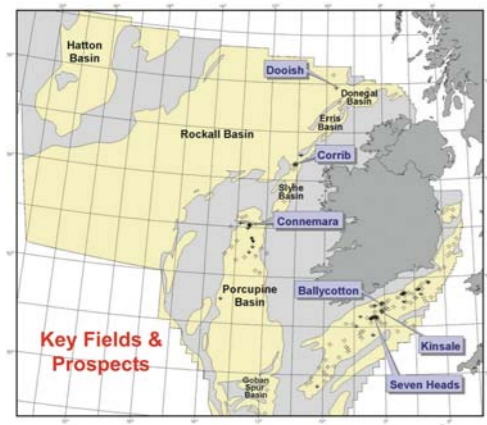 Hatton
Basin
Dooish
Donegal
Basin
Erris
Basin
Rockall Basin
Corrib
Slyne
Basin
Connemara
Porcupine
Basin
Ballycotton
Key Fields &
Prospects
Kinsale
Goban
Spur
Basin
Seven Heads